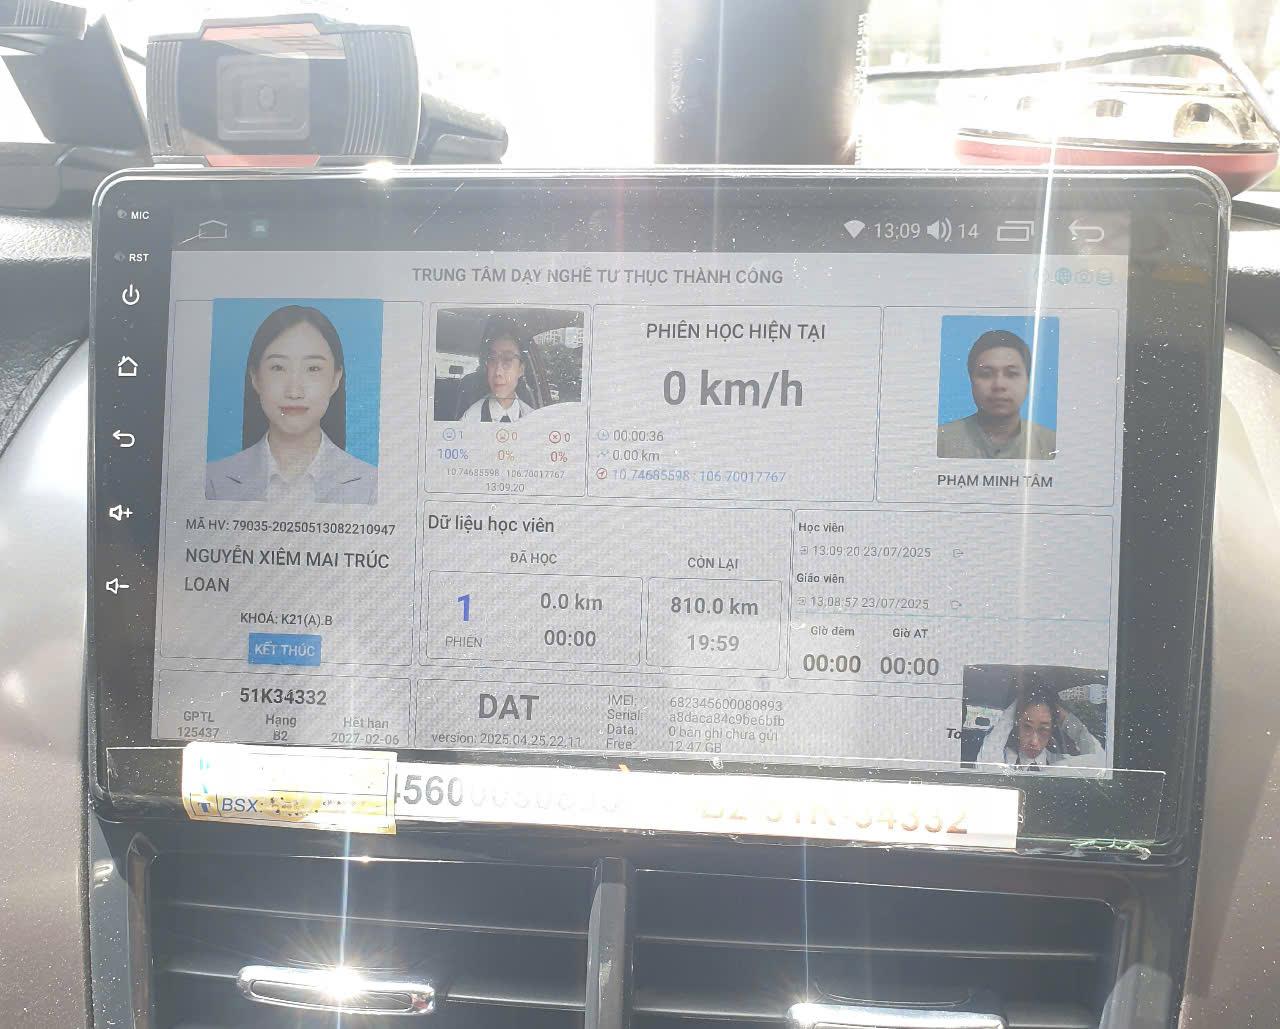 MIC
RST
13:09 14
TRUNG TÂM DẠY NGHỀ TƯ THỤC THÀNH CÔNG
MÃ HV: 79035-20250513082210947
NGUYỄN XIÊM MAI TRÚC
LOAN
KHOÁ: K21(A).B
KẾT THÚC
1 0 0
100% 0% 0%
10.74685598 : 106.70017767
13:09:20
PHIÊN HỌC HIỆN TẠI
0 km/h
00:00:36
0.00 km
10.74685598 : 106.70017767
PHẠM MINH TÂM
Dữ liệu học viên
ĐÃ HỌC
CÒN LẠI
1
PHIÊN
0.0 km
00:00
810.0 km
19:59
Học viên
13:09:20 23/07/2025
Giáo viên
13:08:57 23/07/2025
Giờ đêm Giờ AT
00:00 00:00
51K34332
GPTL Hạng Hết hạn
125437 B2 2027-02-06
DAT
version: 2025.04.25.22.11
IMEI: 682345600080893
Serial: a8daca84c9be6bfb
Data: 0 bản ghi chưa gửi
Free: 12.47 GB
To
BSX:
4560
B2 51K-34332